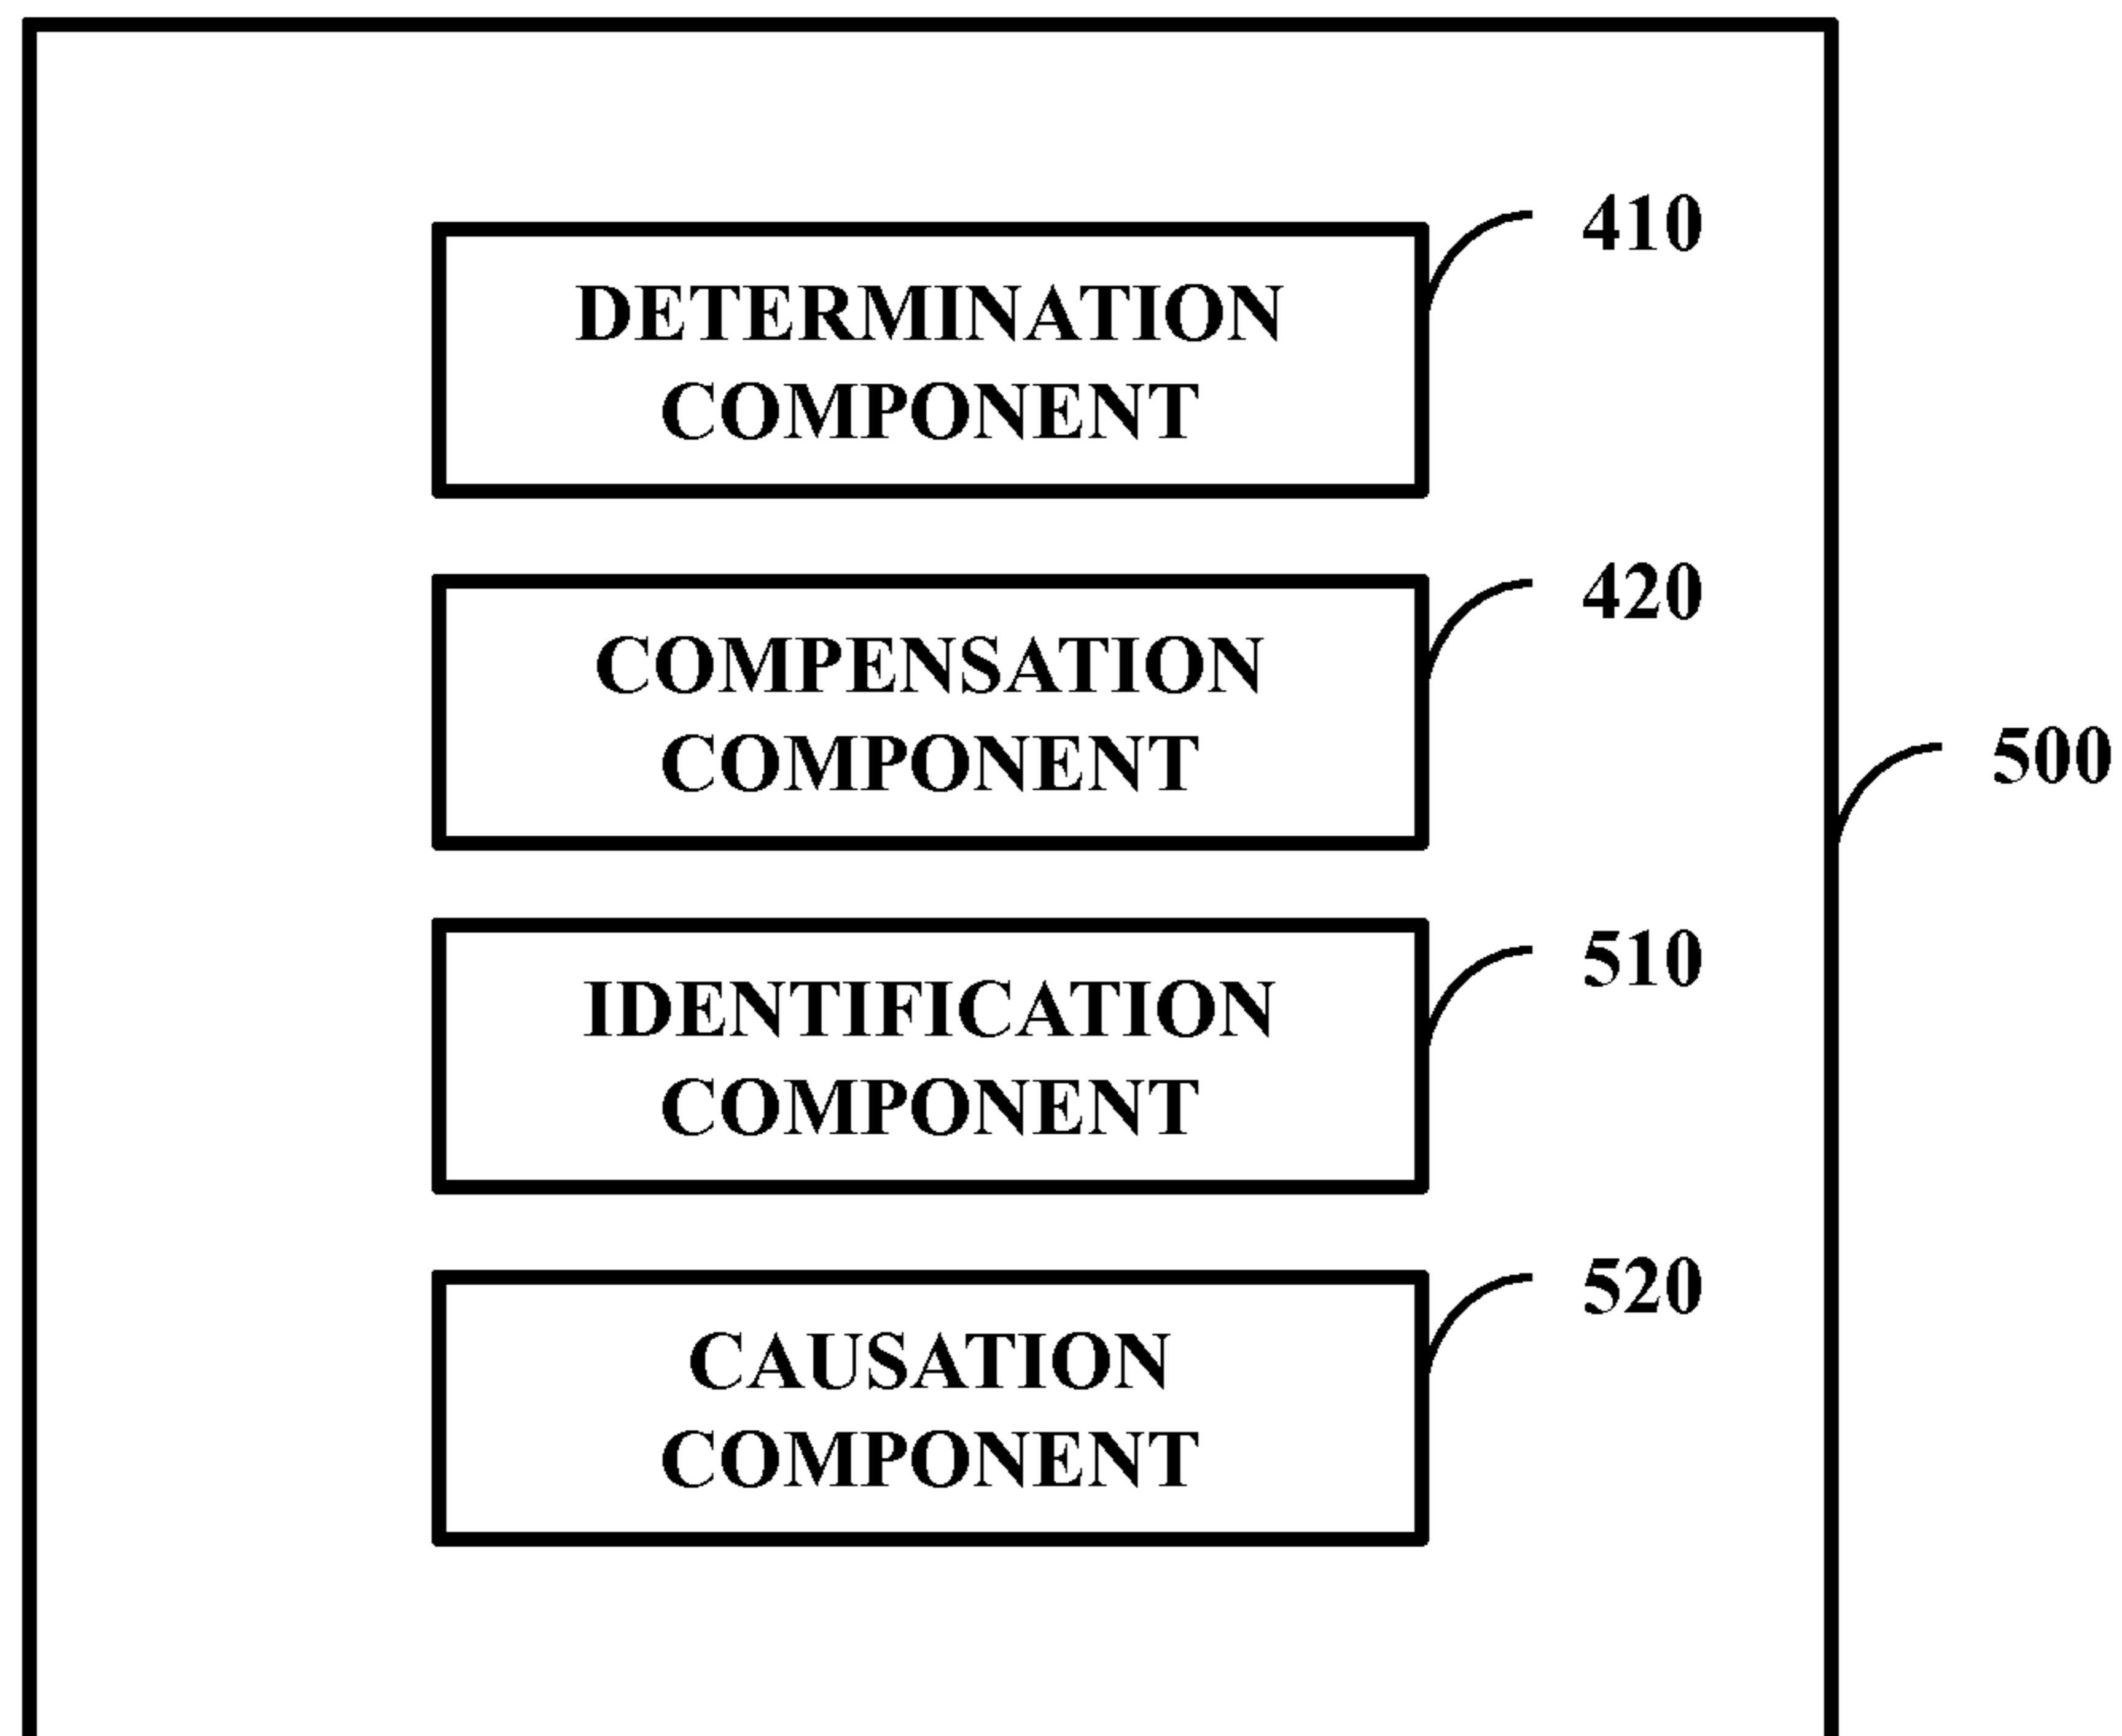 410
DETERMINATION
COMPONENT
420
COMPENSATION
COMPONENT
500
510
IDENTIFICATION
COMPONENT
520
CAUSATION
COMPONENT